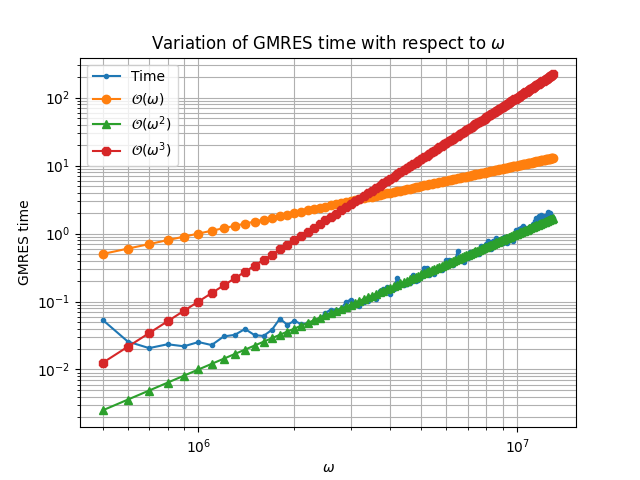 Variation of GMRES time with respect to ω
Time
𝒪(ω)
𝒪(ω²)
𝒪(ω³)
GMRES time
10²
10¹
10⁰
10⁻¹
10⁻²
10⁶
10⁷
ω